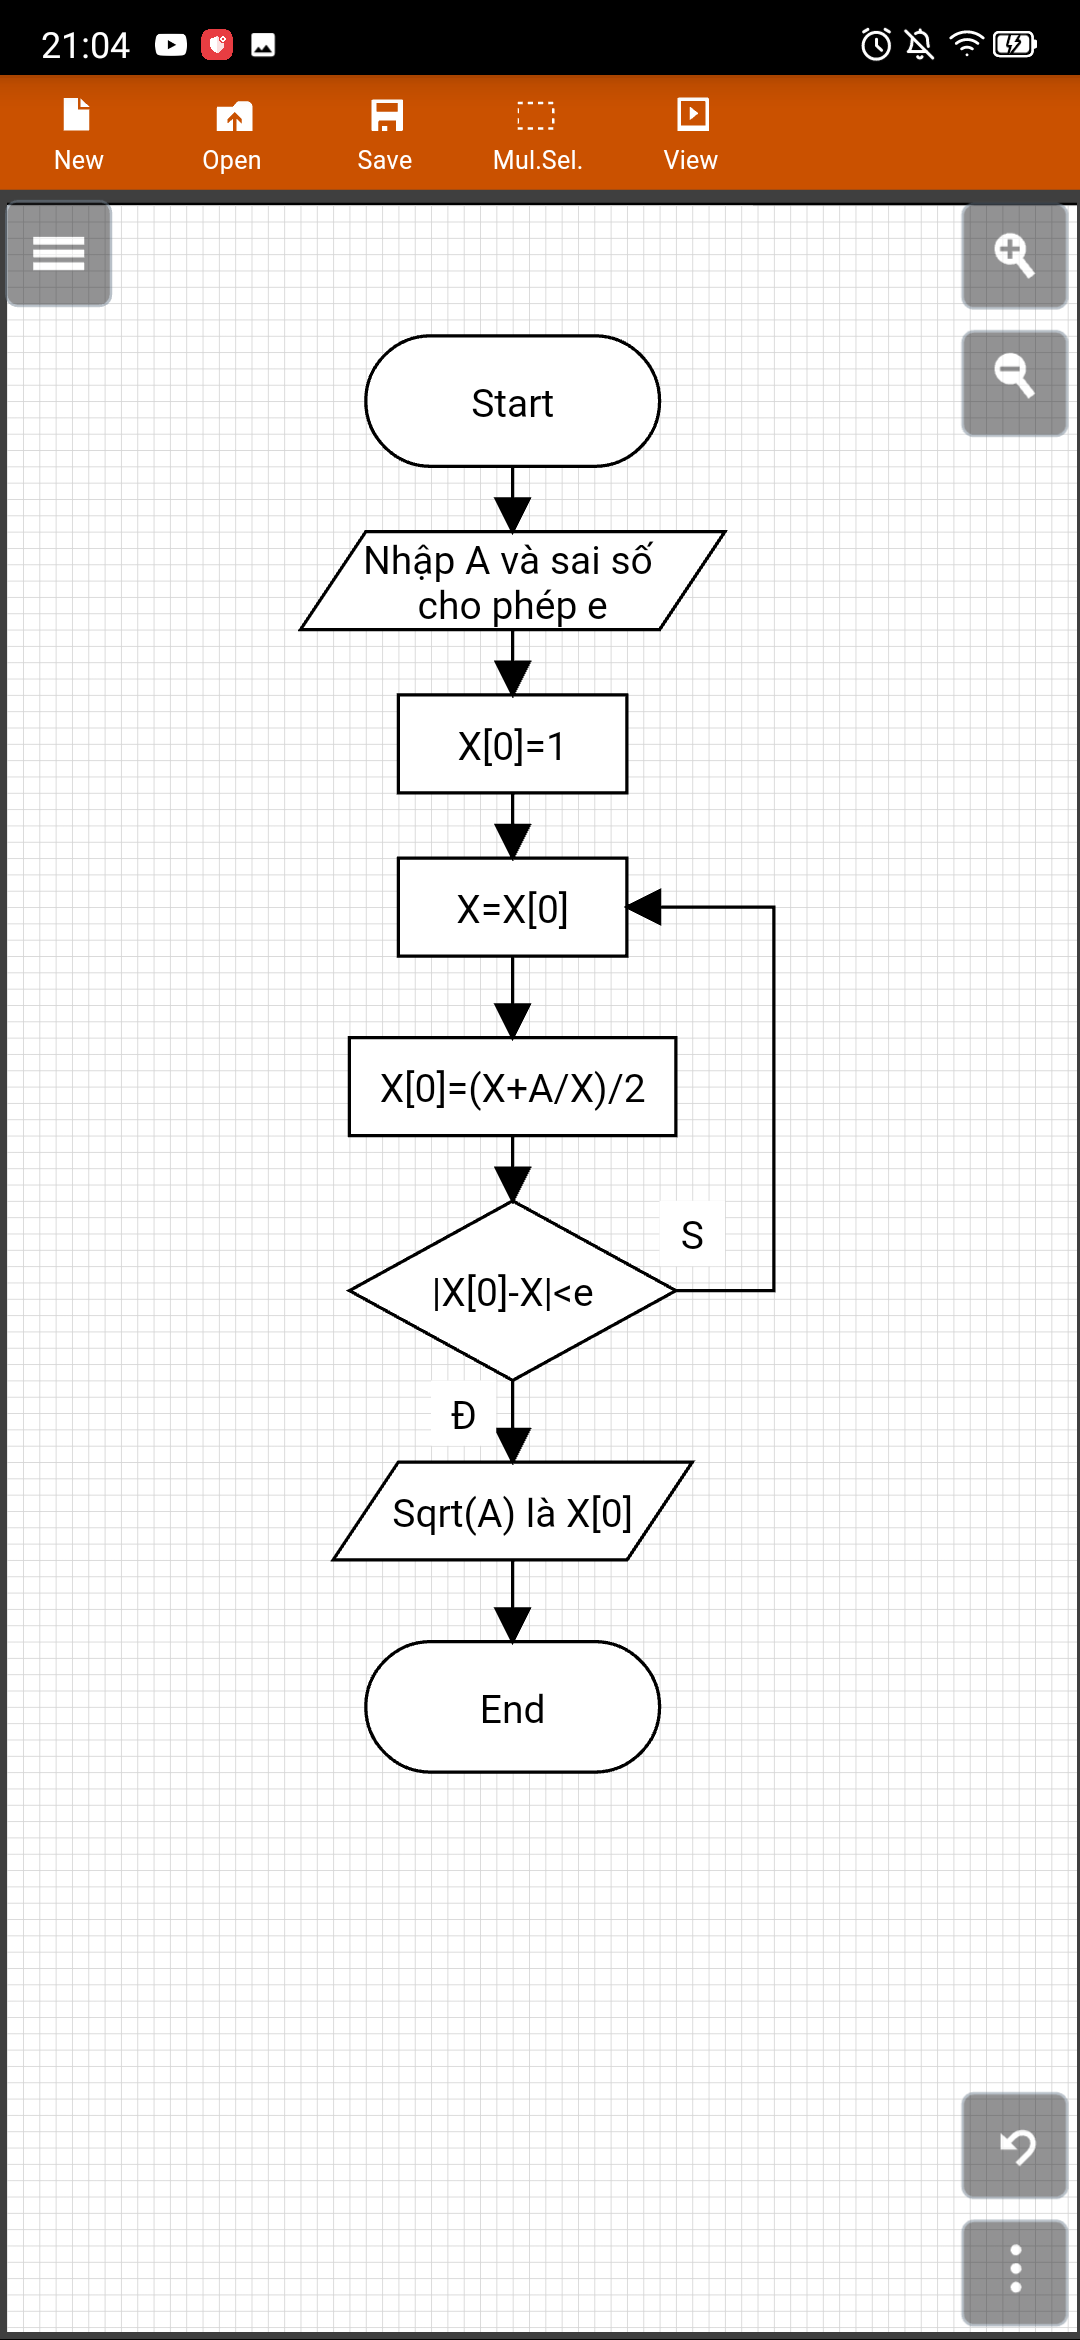 21:04
New
Open
Save
Mul.Sel.
View
Start
Nhập A và sai số
cho phép e
X[0]=1
X=X[0]
X[0]=(X+A/X)/2
S
|X[0]-X|<e
Đ
Sqrt(A) là X[0]
End